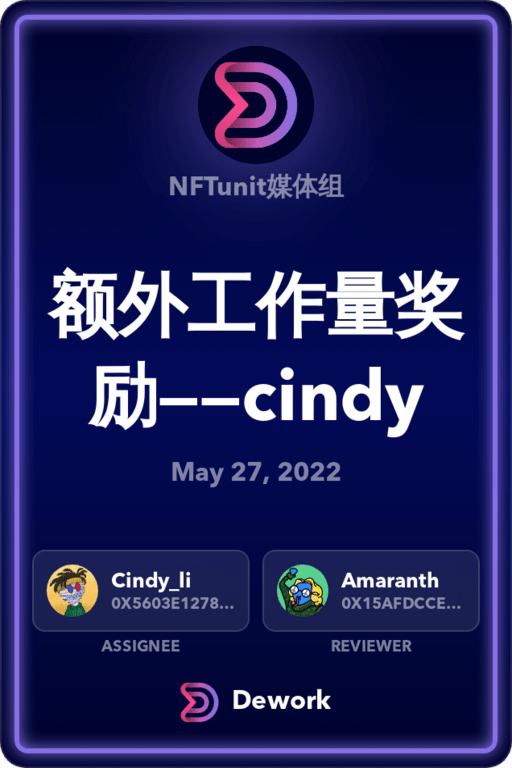 NFTunit媒体组
额外工作量奖
励——cindy
May 27, 2022
Cindy_li
0X5603E1278...
Amaranth
0X15AFDCCE...
ASSIGNEE
REVIEWER
Dework